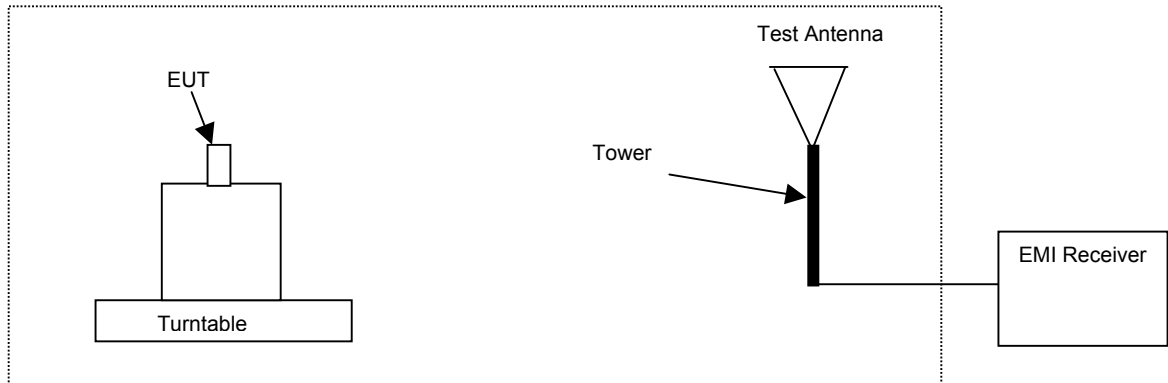 Test Antenna
EUT
Tower
EMI Receiver
Turntable